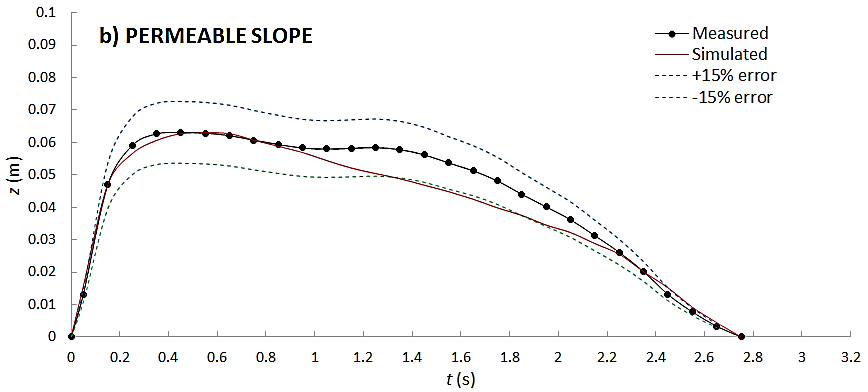 b) PERMEABLE SLOPE
Measured
Simulated
+15% error
-15% error
z (m)
0.1
0.09
0.08
0.07
0.06
0.05
0.04
0.03
0.02
0.01
0
0 0.2 0.4 0.6 0.8 1 1.2 1.4 1.6 1.8 2 2.2 2.4 2.6 2.8 3 3.2
t (s)